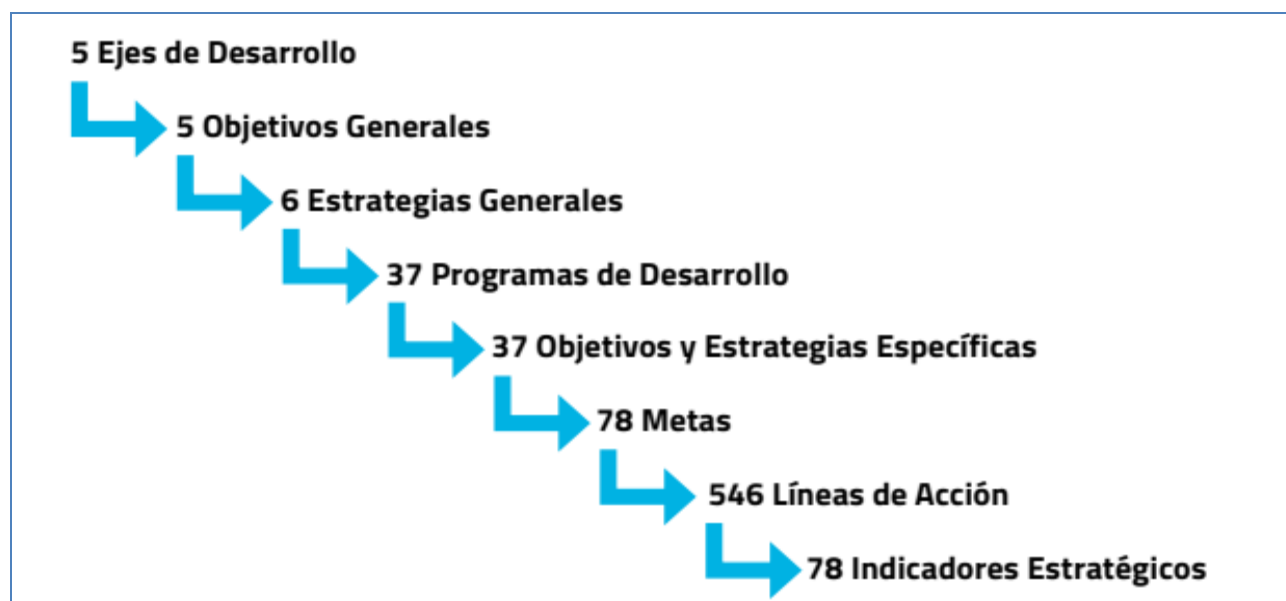 5 Ejes de Desarrollo
5 Objetivos Generales
6 Estrategias Generales
37 Programas de Desarrollo
37 Objetivos y Estrategias Específicas
78 Metas
546 Líneas de Acción
78 Indicadores Estratégicos